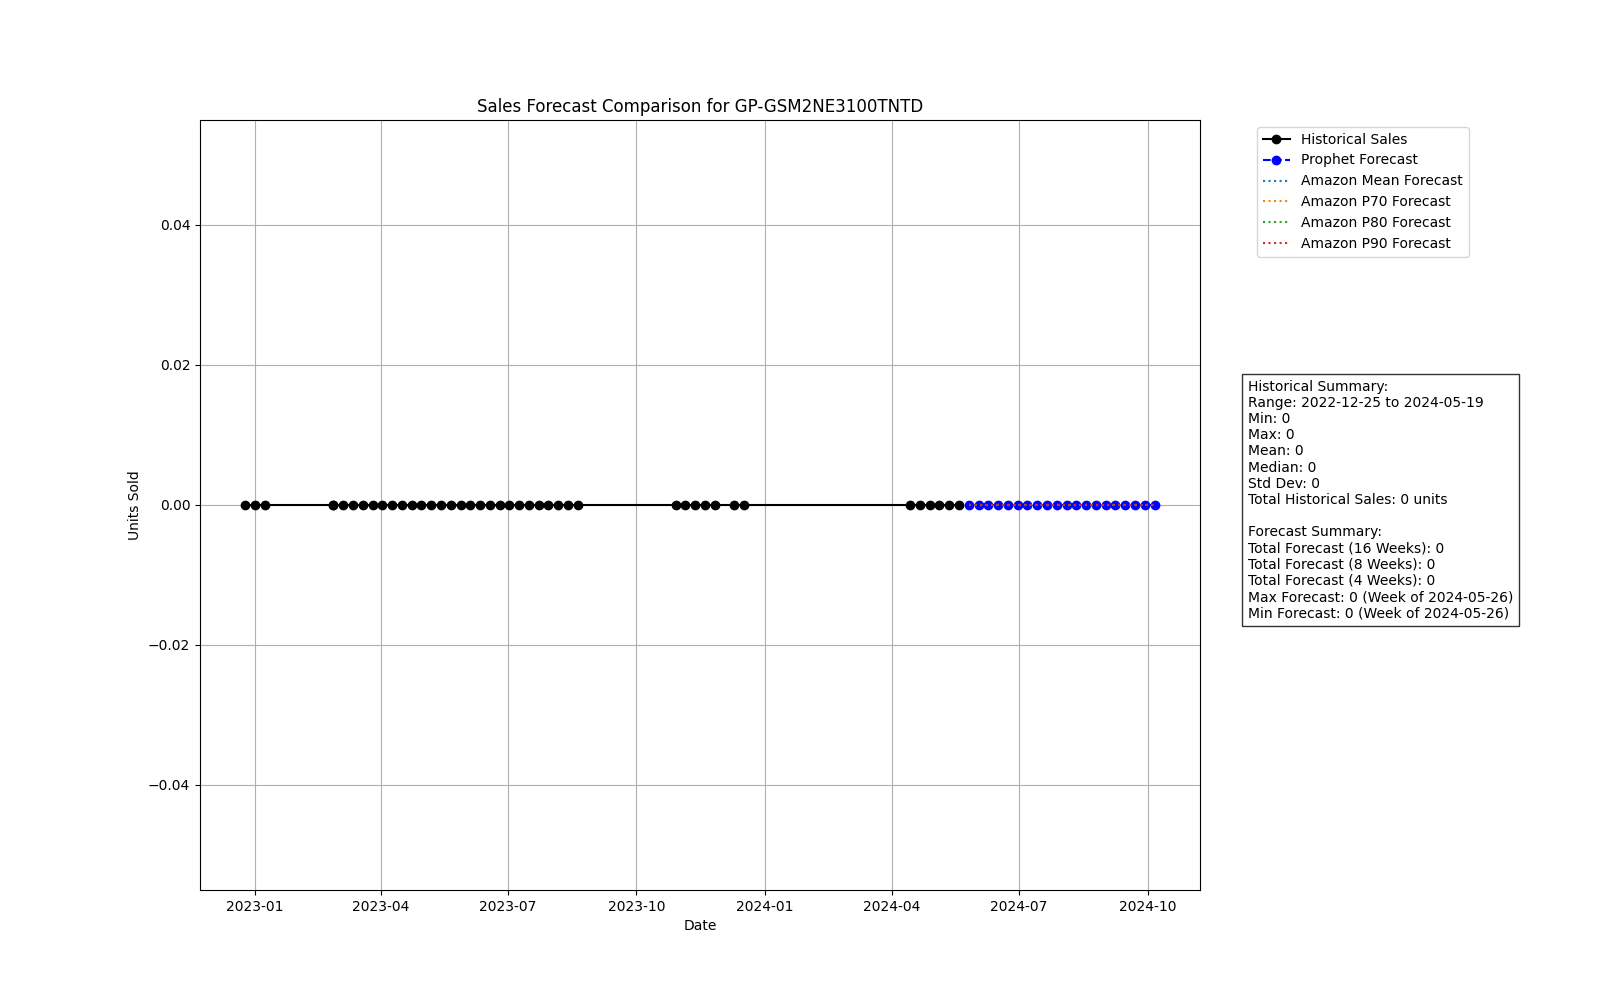 Sales Forecast Comparison for GP-GSM2NE3100TNTD
Historical Sales
Prophet Forecast
Amazon Mean Forecast
Amazon P70 Forecast
Amazon P80 Forecast
Amazon P90 Forecast
0.04
0.02
0.00
−0.02
−0.04
Units Sold
Historical Summary:
Range: 2022-12-25 to 2024-05-19
Min: 0
Max: 0
Mean: 0
Median: 0
Std Dev: 0
Total Historical Sales: 0 units
Forecast Summary:
Total Forecast (16 Weeks): 0
Total Forecast (8 Weeks): 0
Total Forecast (4 Weeks): 0
Max Forecast: 0 (Week of 2024-05-26)
Min Forecast: 0 (Week of 2024-05-26)
2023-01 2023-04 2023-07 2023-10 2024-01 2024-04 2024-07 2024-10
Date